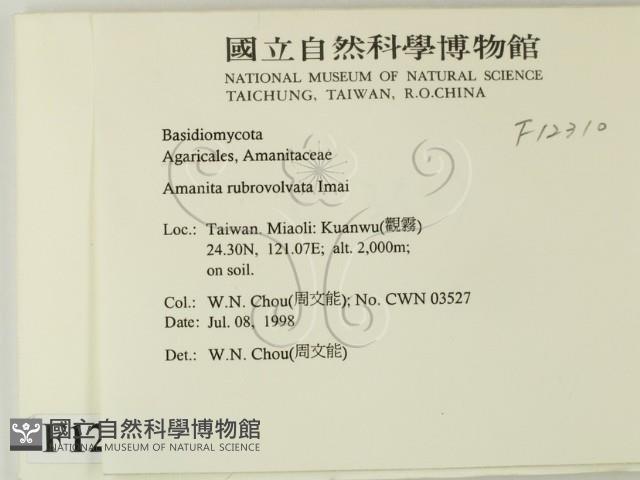 國立自然科學博物館
NATIONAL MUSEUM OF NATURAL SCIENCE
TAICHUNG, TAIWAN, R.O.CHINA
F12310
Basidiomycota
Agaricales, Amanitaceae
Amanita rubrovolvata Imai
Loc.: Taiwan. Miaoli: Kuanwu(觀霧)
24.30N, 121.07E; alt. 2,000m;
on soil.
Col.: W.N. Chou(周文能); No. CWN 03527
Date: Jul. 08, 1998
Det.: W.N. Chou(周文能)
F12
國立自然科學博物館
NATIONAL MUSEUM OF NATURAL SCIENCE